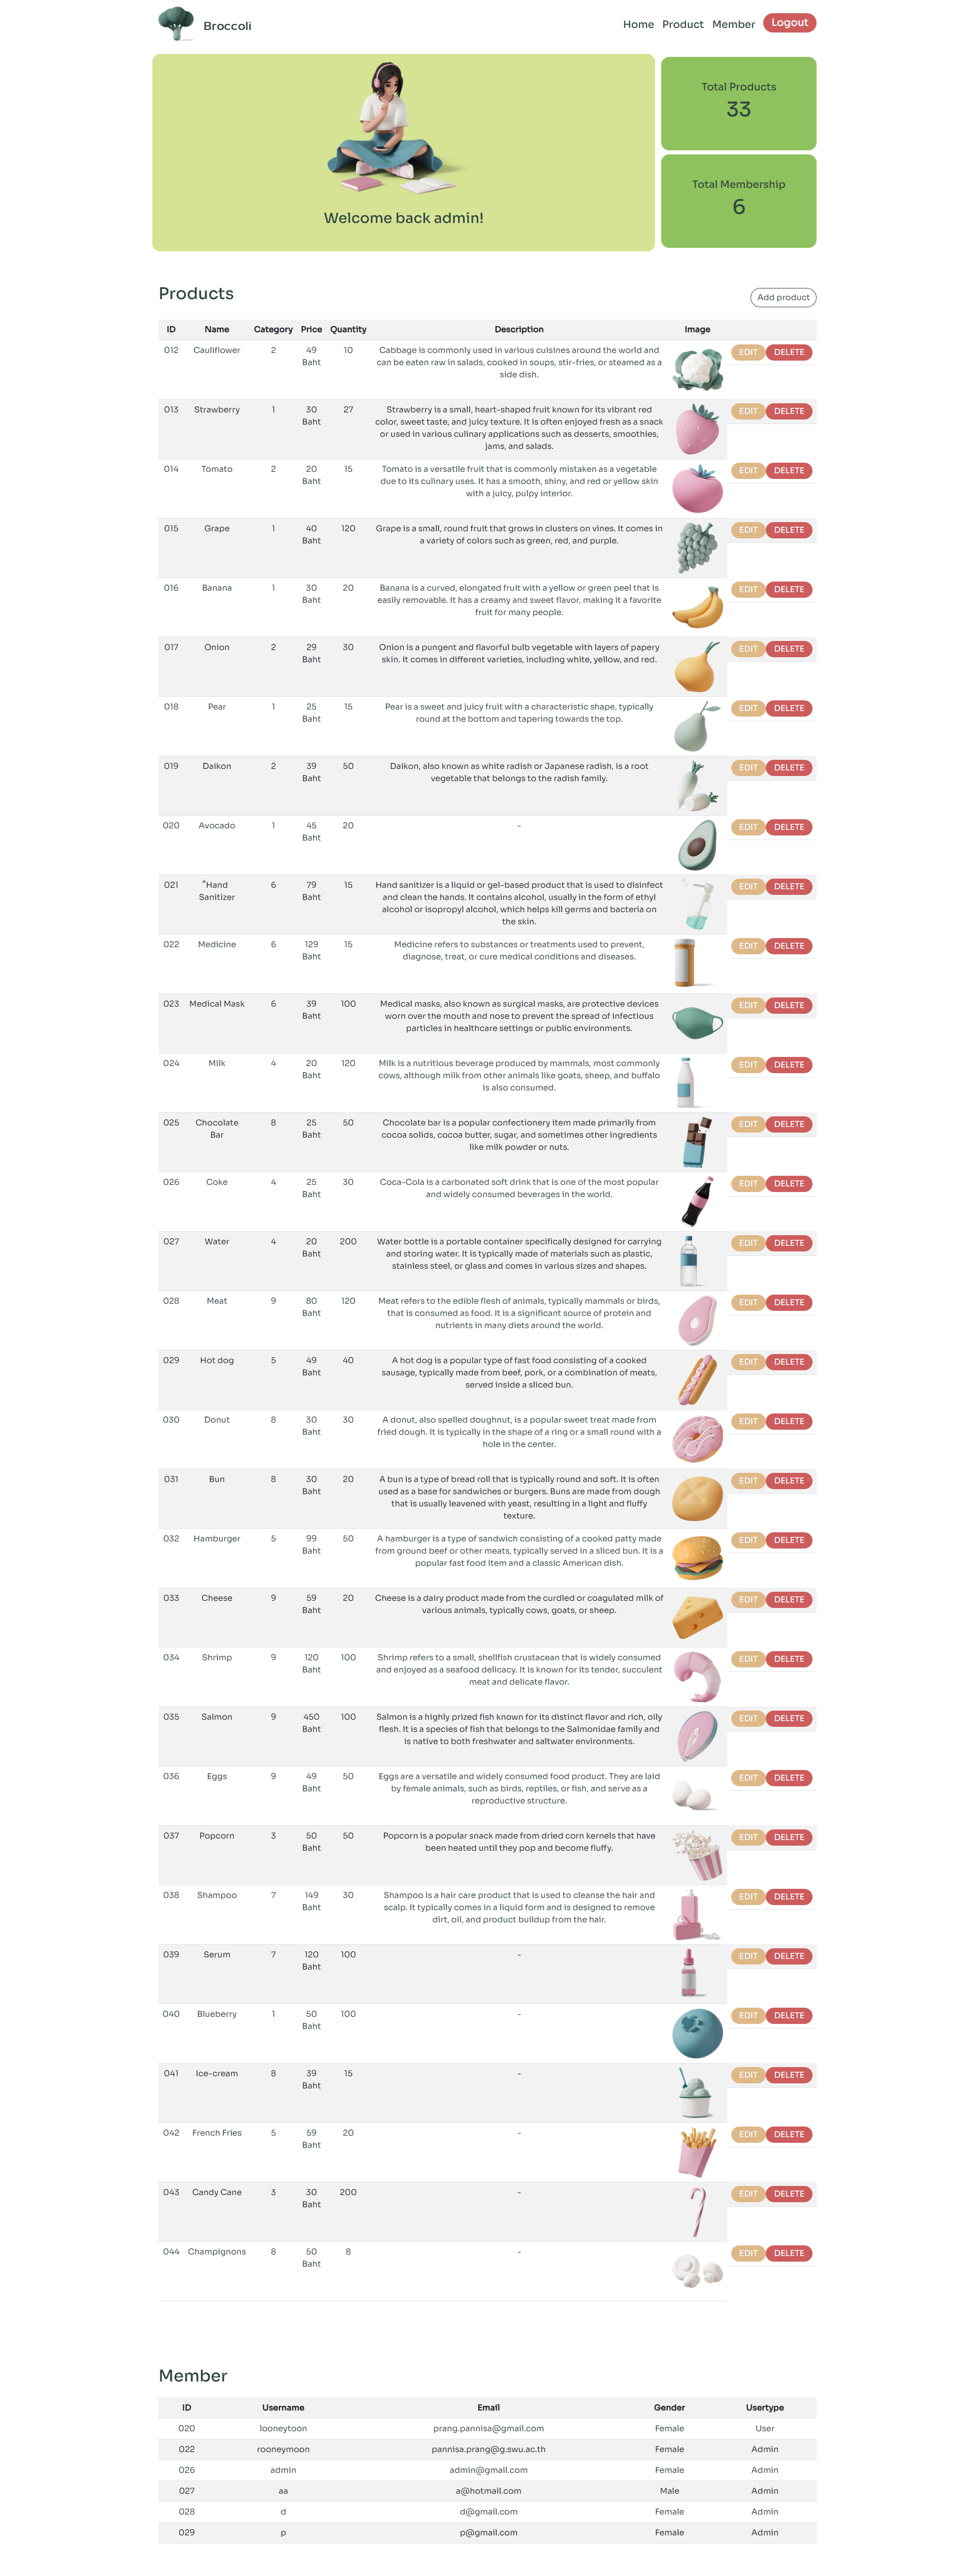 Broccoli
Home Product Member Logout
Welcome back admin!
Total Products
33
Total Membership
6
Products
Add product
ID Name Category Price Quantity Description Image
012 Cauliflower 2 49 10 Cabbage is commonly used in various cuisines around the world and EDIT DELETE
Baht can be eaten raw in salads, cooked in soups, stir-fries, or steamed as a
side dish.
013 Strawberry 1 30 27 Strawberry is a small, heart-shaped fruit known for its vibrant red EDIT DELETE
Baht color, sweet taste, and juicy texture. It is often enjoyed fresh as a snack
or used in various culinary applications such as desserts, smoothies,
jams, and salads.
014 Tomato 2 20 15 Tomato is a versatile fruit that is commonly mistaken as a vegetable EDIT DELETE
Baht due to its culinary uses. It has a smooth, shiny, and red or yellow skin
with a juicy, pulpy interior.
015 Grape 1 40 120 Grape is a small, round fruit that grows in clusters on vines. It comes in EDIT DELETE
Baht a variety of colors such as green, red, and purple.
016 Banana 1 30 20 Banana is a curved, elongated fruit with a yellow or green peel that is EDIT DELETE
Baht easily removable. It has a creamy and sweet flavor, making it a favorite
fruit for many people.
017 Onion 2 29 30 Onion is a pungent and flavorful bulb vegetable with layers of papery EDIT DELETE
Baht skin. It comes in different varieties, including white, yellow, and red.
018 Pear 1 25 15 Pear is a sweet and juicy fruit with a characteristic shape, typically EDIT DELETE
Baht round at the bottom and tapering towards the top.
019 Daikon 2 39 50 Daikon, also known as white radish or Japanese radish, is a root EDIT DELETE
Baht vegetable that belongs to the radish family.
020 Avocado 1 45 20 - EDIT DELETE
Baht
021 "Hand 6 79 15 Hand sanitizer is a liquid or gel-based product that is used to disinfect EDIT DELETE
Sanitizer Baht and clean the hands. It contains alcohol, usually in the form of ethyl
alcohol or isopropyl alcohol, which helps kill germs and bacteria on
the skin.
022 Medicine 6 129 15 Medicine refers to substances or treatments used to prevent, EDIT DELETE
Baht diagnose, treat, or cure medical conditions and diseases.
023 Medical Mask 6 39 100 Medical masks, also known as surgical masks, are protective devices EDIT DELETE
Baht worn over the mouth and nose to prevent the spread of infectious
particles in healthcare settings or public environments.
024 Milk 4 20 120 Milk is a nutritious beverage produced by mammals, most commonly EDIT DELETE
Baht cows, although milk from other animals like goats, sheep, and buffalo
is also consumed.
025 Chocolate 8 25 50 Chocolate bar is a popular confectionery item made primarily from EDIT DELETE
Bar Baht cocoa solids, cocoa butter, sugar, and sometimes other ingredients
like milk powder or nuts.
026 Coke 4 25 30 Coca-Cola is a carbonated soft drink that is one of the most popular EDIT DELETE
Baht and widely consumed beverages in the world.
027 Water 4 20 200 Water bottle is a portable container specifically designed for carrying EDIT DELETE
Baht and storing water. It is typically made of materials such as plastic,
stainless steel, or glass and comes in various sizes and shapes.
028 Meat 9 80 120 Meat refers to the edible flesh of animals, typically mammals or birds, EDIT DELETE
Baht that is consumed as food. It is a significant source of protein and
nutrients in many diets around the world.
029 Hot dog 5 49 40 A hot dog is a popular type of fast food consisting of a cooked EDIT DELETE
Baht sausage, typically made from beef, pork, or a combination of meats,
served inside a sliced bun.
030 Donut 8 30 30 A donut, also spelled doughnut, is a popular sweet treat made from EDIT DELETE
Baht fried dough. It is typically in the shape of a ring or a small round with a
hole in the center.
031 Bun 8 30 20 A bun is a type of bread roll that is typically round and soft. It is often EDIT DELETE
Baht used as a base for sandwiches or burgers. Buns are made from dough
that is usually leavened with yeast, resulting in a light and fluffy
texture.
032 Hamburger 5 99 50 A hamburger is a type of sandwich consisting of a cooked patty made EDIT DELETE
Baht from ground beef or other meats, typically served in a sliced bun. It is a
popular fast food item and a classic American dish.
033 Cheese 9 59 20 Cheese is a dairy product made from the curdled or coagulated milk of EDIT DELETE
Baht various animals, typically cows, goats, or sheep.
034 Shrimp 9 120 100 Shrimp refers to a small, shellfish crustacean that is widely consumed EDIT DELETE
Baht and enjoyed as a seafood delicacy. It is known for its tender, succulent
meat and delicate flavor.
035 Salmon 9 450 100 Salmon is a highly prized fish known for its distinct flavor and rich, oily EDIT DELETE
Baht flesh. It is a species of fish that belongs to the Salmonidae family and
is native to both freshwater and saltwater environments.
036 Eggs 9 49 50 Eggs are a versatile and widely consumed food product. They are laid EDIT DELETE
Baht by female animals, such as birds, reptiles, or fish, and serve as a
reproductive structure.
037 Popcorn 3 50 50 Popcorn is a popular snack made from dried corn kernels that have EDIT DELETE
Baht been heated until they pop and become fluffy.
038 Shampoo 7 149 30 Shampoo is a hair care product that is used to cleanse the hair and EDIT DELETE
Baht scalp. It typically comes in a liquid form and is designed to remove
dirt, oil, and product buildup from the hair.
039 Serum 7 120 100 - EDIT DELETE
Baht
040 Blueberry 1 50 100 - EDIT DELETE
Baht
041 Ice-cream 8 39 15 - EDIT DELETE
Baht
042 French Fries 5 59 20 - EDIT DELETE
Baht
043 Candy Cane 3 30 200 - EDIT DELETE
Baht
044 Champignons 8 50 8 - EDIT DELETE
Baht
Member
ID Username Email Gender Usertype
020 looneytoon prang.pannisa@gmail.com Female User
022 rooneymoon pannisa.prang@g.swu.ac.th Female Admin
026 admin admin@gmail.com Female Admin
027 aa a@hotmail.com Male Admin
028 d d@gmail.com Female Admin
029 p p@gmail.com Female Admin